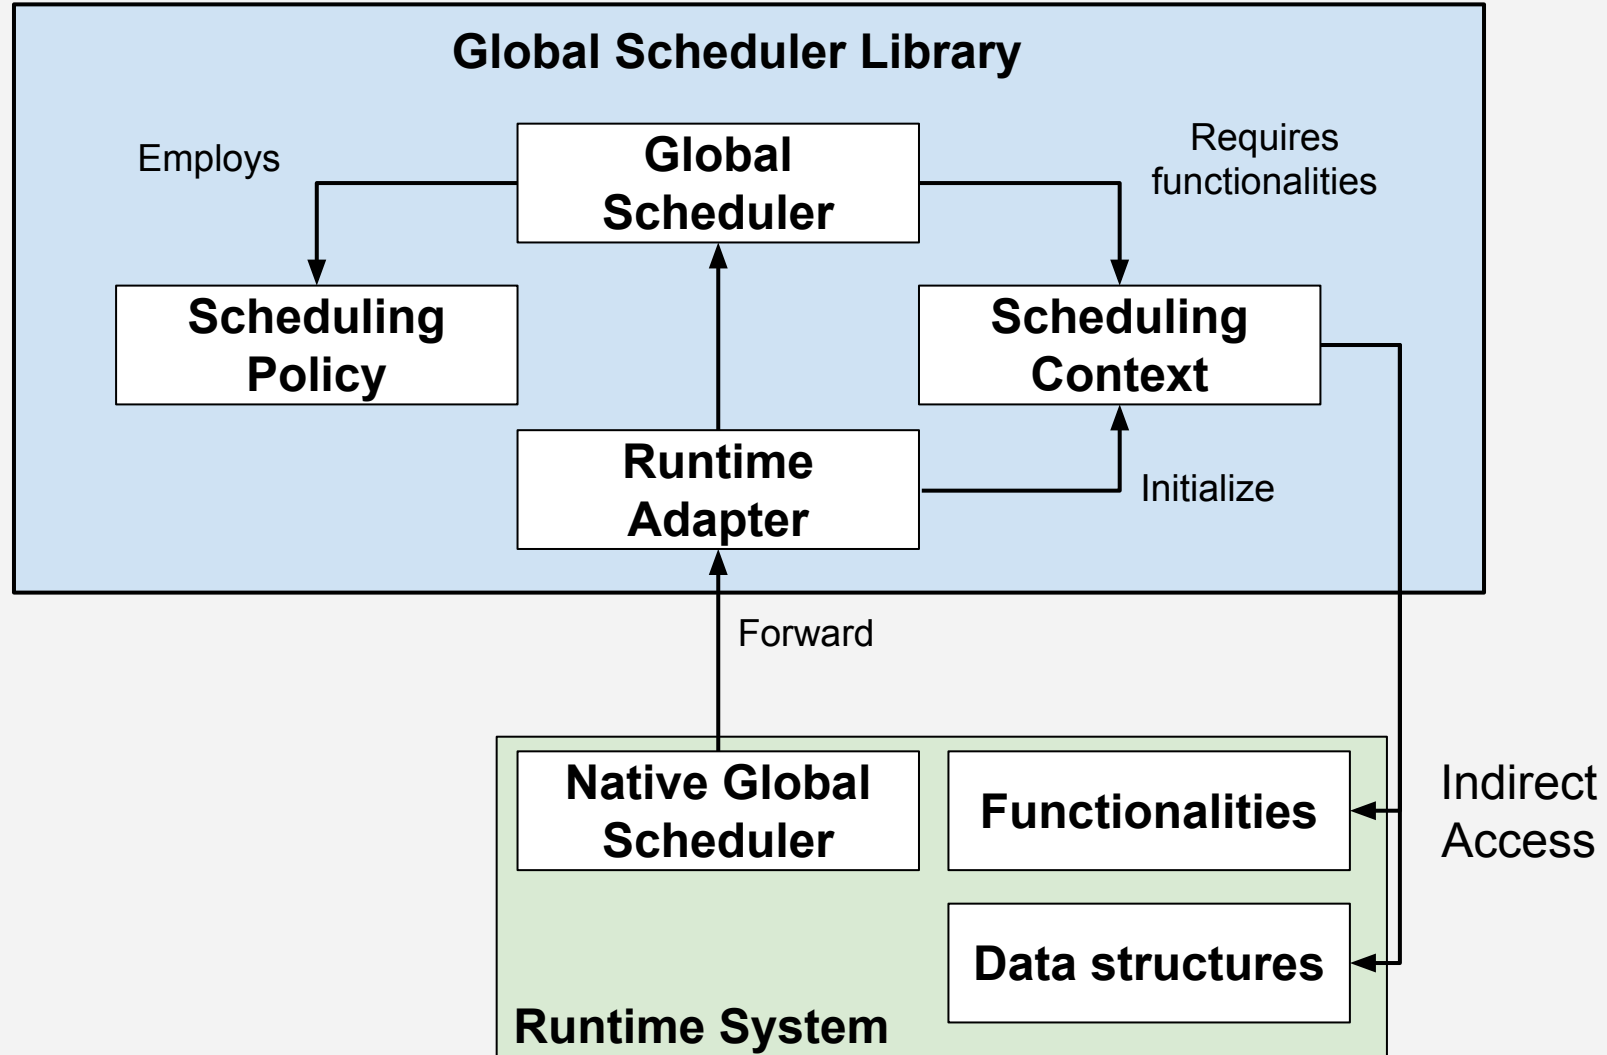 Global Scheduler Library
Employs
Global
Scheduler
Requires
functionalities
Scheduling
Policy
Scheduling
Context
Runtime
Adapter
Initialize
Forward
Native Global
Scheduler
Functionalities
Indirect
Access
Data structures
Runtime System